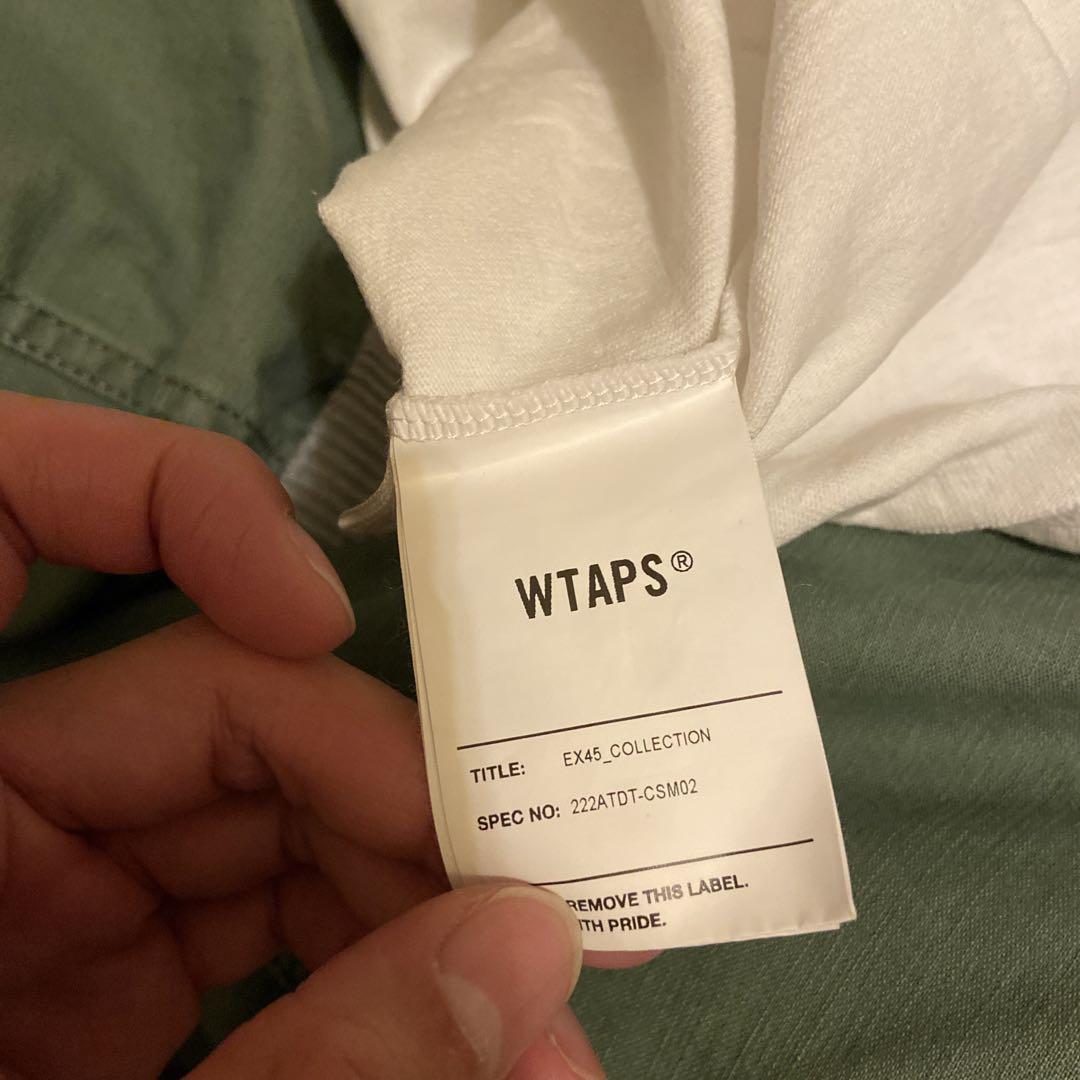 WTAPS®
TITLE: EX45_COLLECTION
SPEC NO: 222ATDT-CSM02
REMOVE THIS LABEL.
PRIDE.